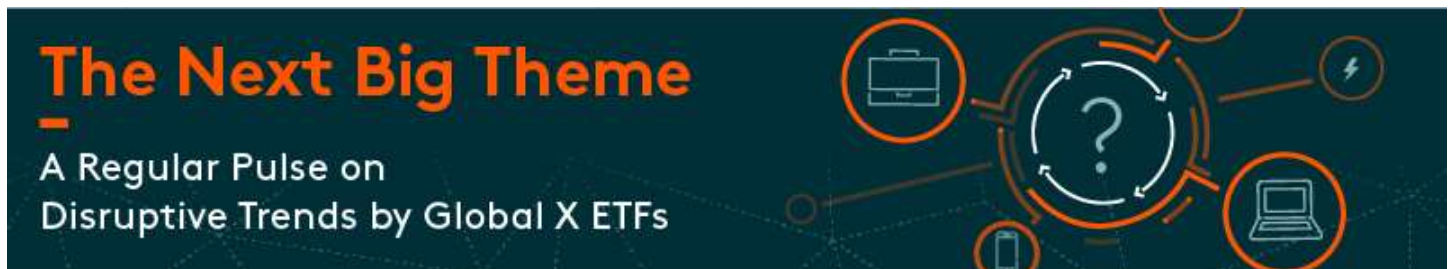 The Next Big Theme
A Regular Pulse on
Disruptive Trends by Global X ETFs
?